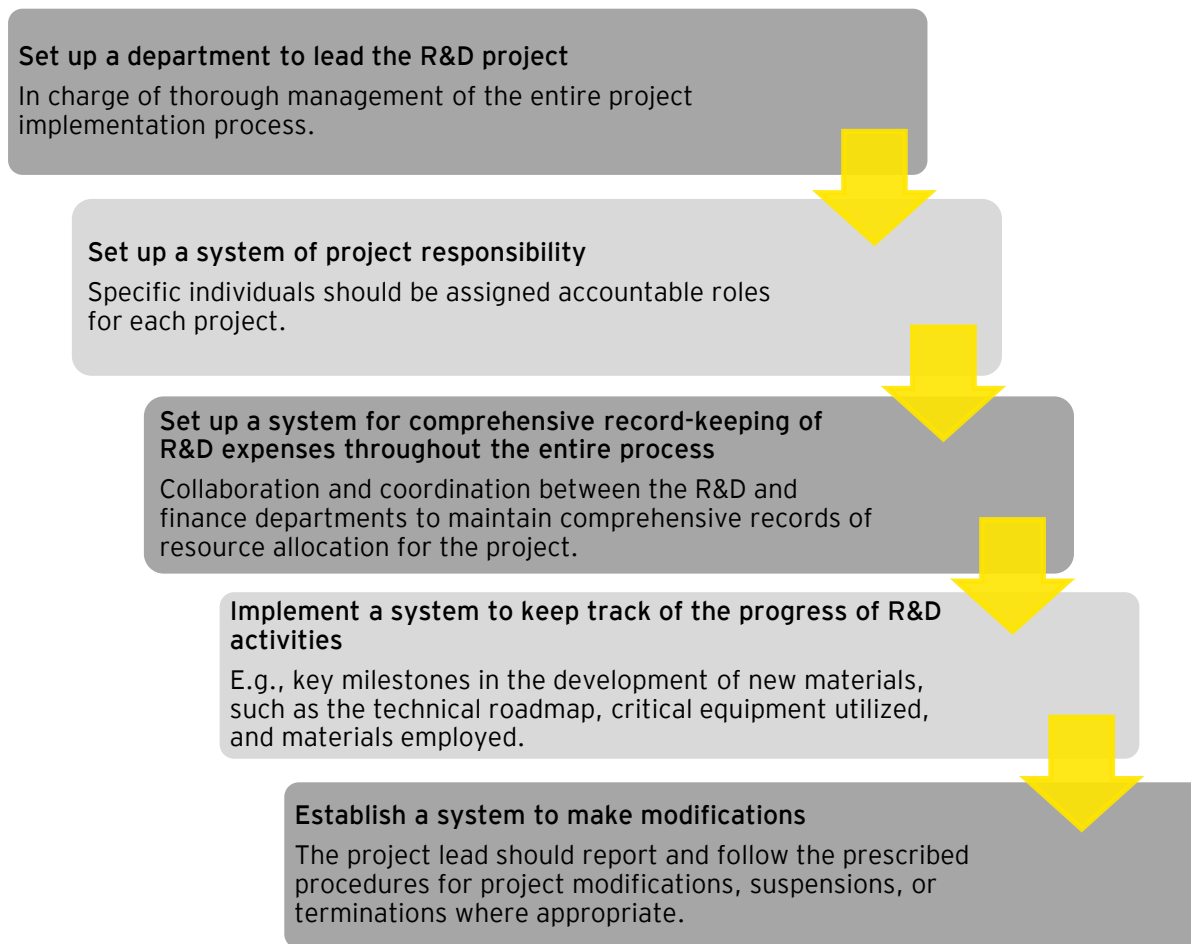 Set up a department to lead the R&D project
In charge of thorough management of the entire project
implementation process.
Set up a system of project responsibility
Specific individuals should be assigned accountable roles
for each project.
Set up a system for comprehensive record-keeping of
R&D expenses throughout the entire process
Collaboration and coordination between the R&D and
finance departments to maintain comprehensive records of
resource allocation for the project.
Implement a system to keep track of the progress of R&D
activities
E.g., key milestones in the development of new materials,
such as the technical roadmap, critical equipment utilized,
and materials employed.
Establish a system to make modifications
The project lead should report and follow the prescribed
procedures for project modifications, suspensions, or
terminations where appropriate.